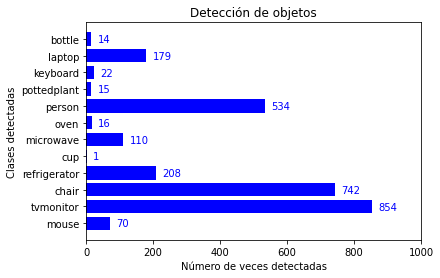 Detección de objetos
Clases detectadas
bottle 14
laptop 179
keyboard 22
pottedplant 15
person 534
oven 16
microwave 110
cup 1
refrigerator 208
chair 742
tvmonitor 854
mouse 70
0 200 400 600 800 1000
Número de veces detectadas